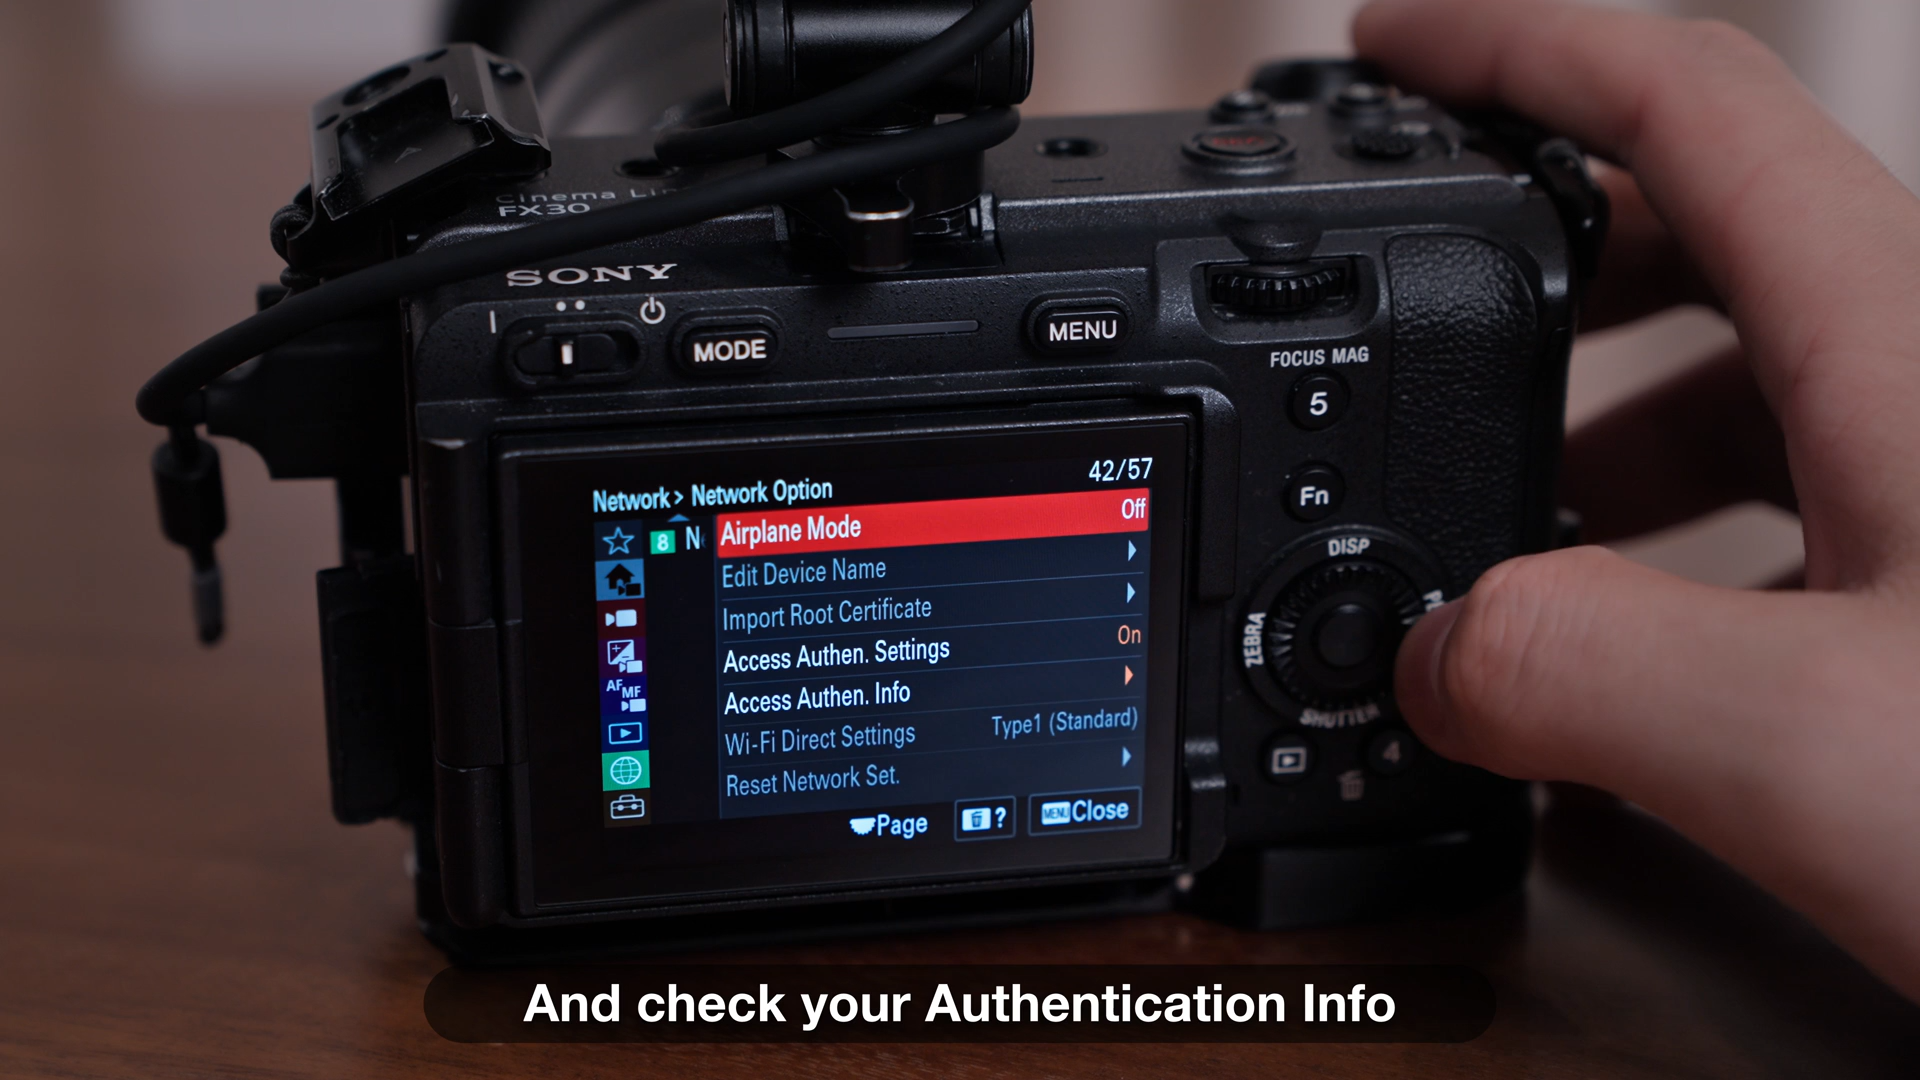 Cinema Lin
FX30
SONY
MODE
MENU
FOCUS MAG
5
Fn
DISP
ZEBRA
SHUTTER
4
42/57
Network> Network Option
8
Airplane Mode Off
Edit Device Name
Import Root Certificate
Access Authen. Settings On
Access Authen. Info
Wi-Fi Direct Settings Type1 (Standard)
Reset Network Set.
AF MF
Page
?
MENU Close
And check your Authentication Info